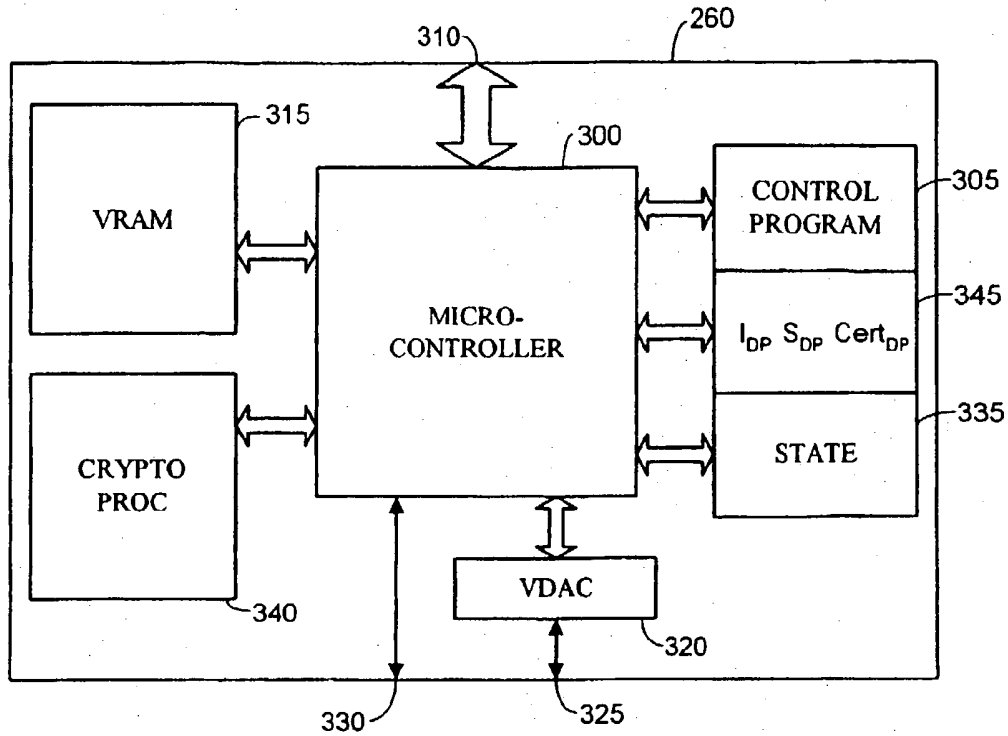 310
260
315
300
305
VRAM
CONTROL
PROGRAM
345
MICRO-
CONTROLLER
I_DP S_DP Cert_DP
335
CRYPTO
PROC
STATE
340
VDAC
320
330
325